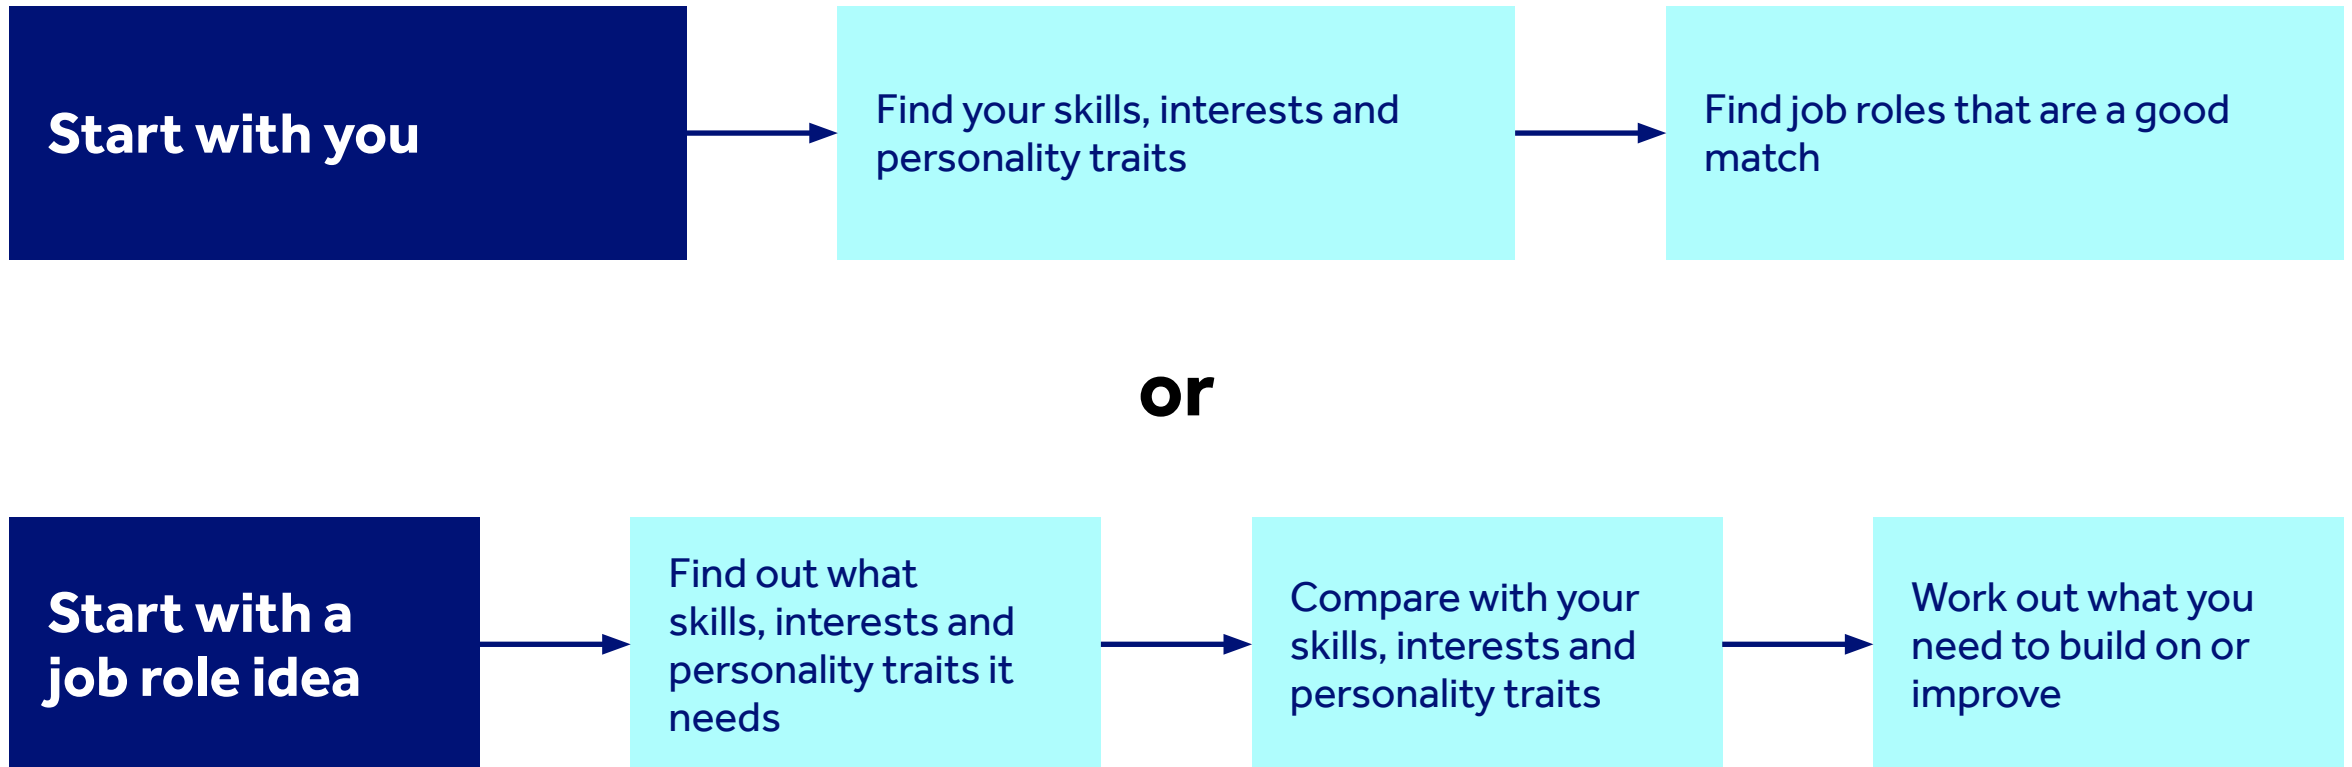 Start with you
Find your skills, interests and
personality traits
Find job roles that are a good
match
or
Start with a
job role idea
Find out what
skills, interests and
personality traits it
needs
Compare with your
skills, interests and
personality traits
Work out what you
need to build on or
improve